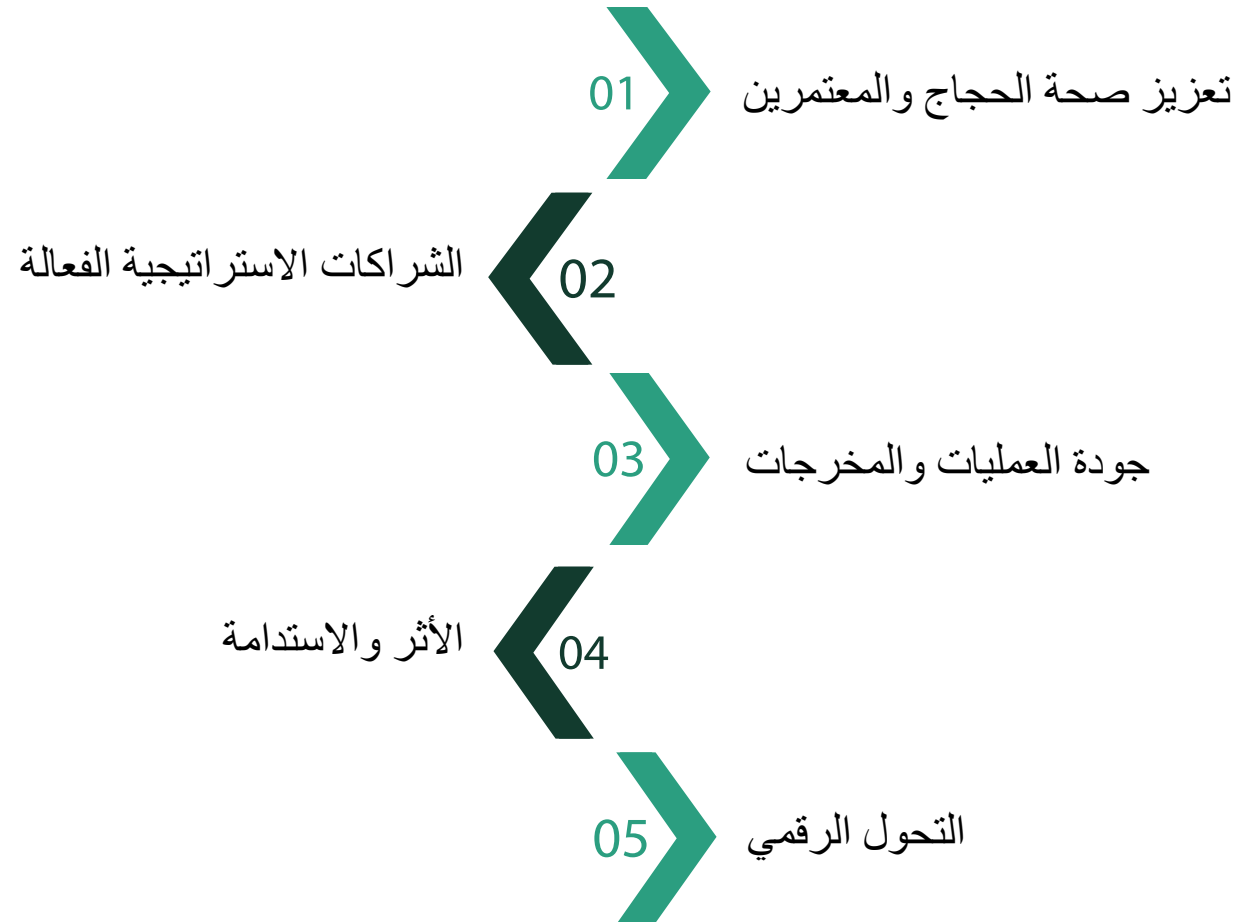 01
تعزيز صحة الحجاج والمعتمرين
02
الشراكات الاستراتيجية الفعالة
03
جودة العمليات والمخرجات
04
الأثر والاستدامة
05
التحول الرقمي